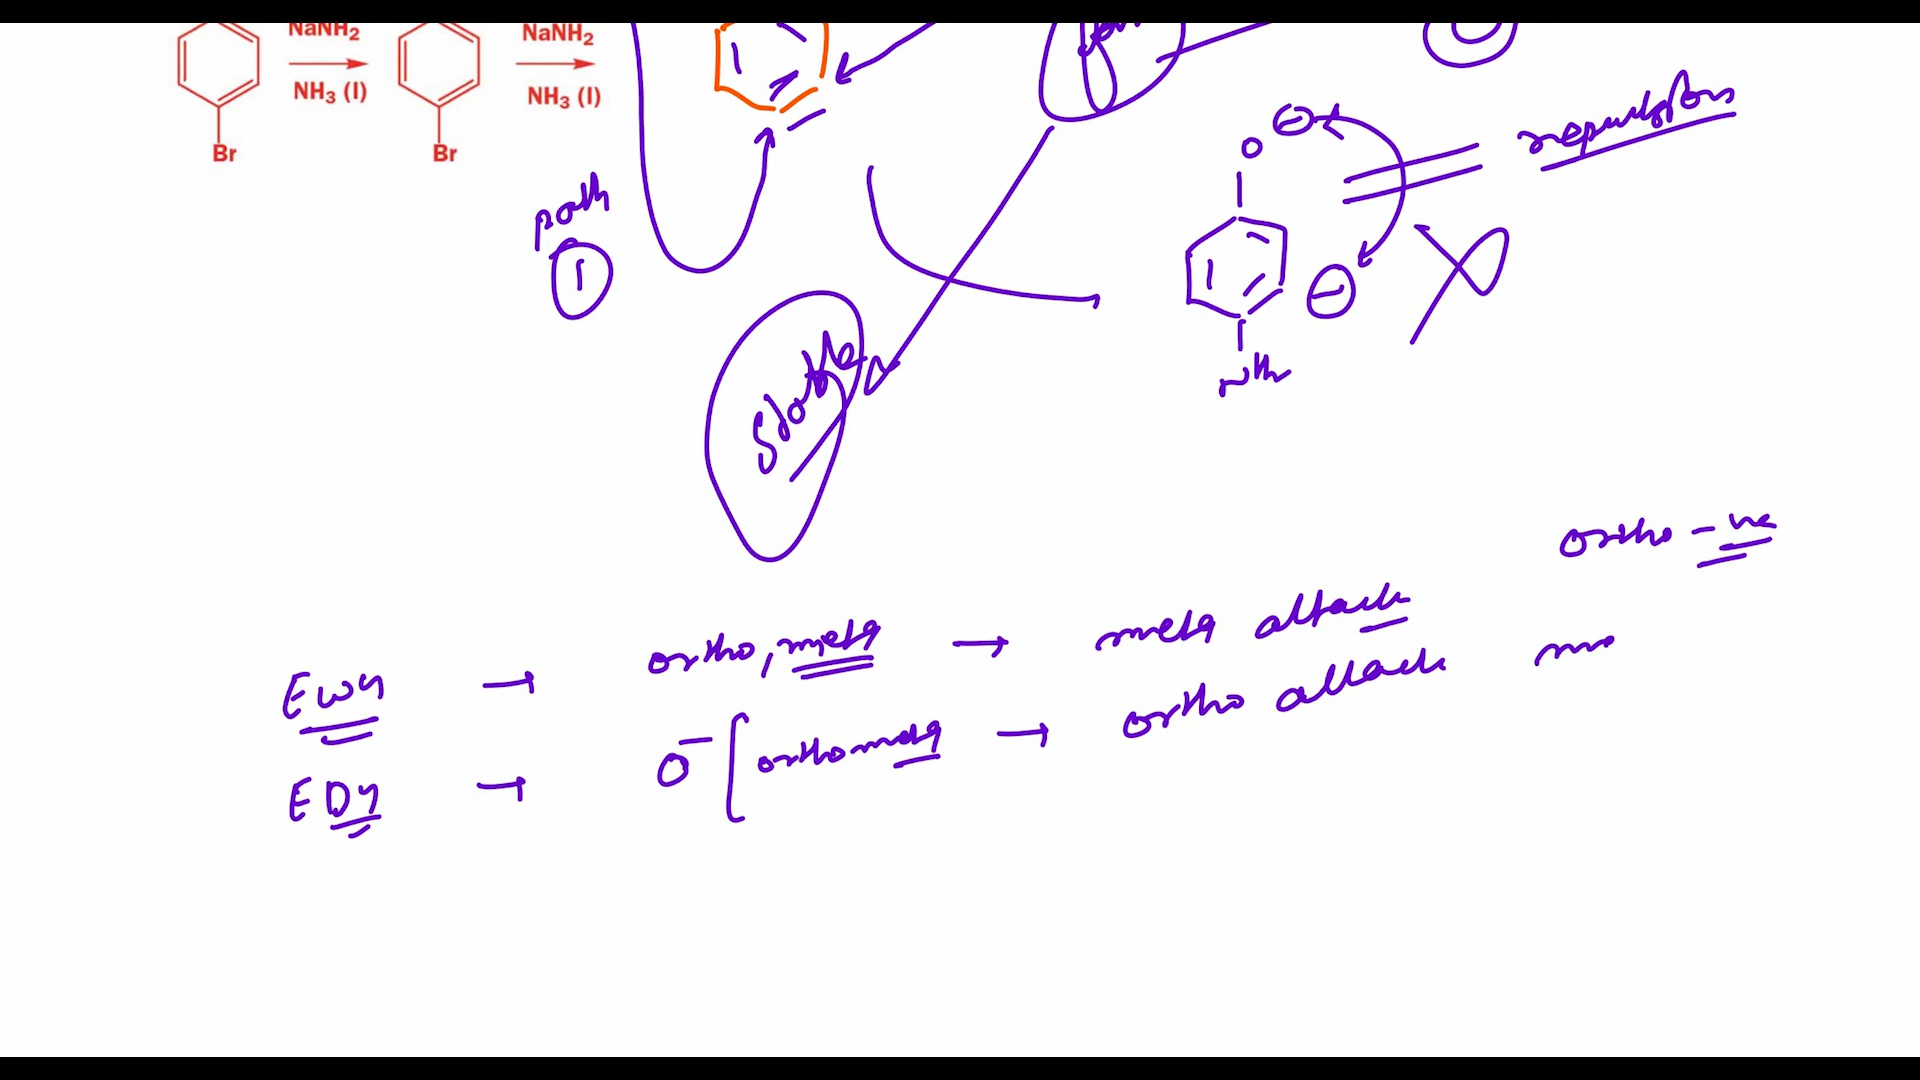 NaNH2
NaNH2
NH3 (l)
NH3 (l)
Br
Br
path
1
O
repulsion
NH2
Stable
ortho -ve
EWG → ortho, meta → meta attack
EDG → O⁻ [ ortho meta → ortho attack